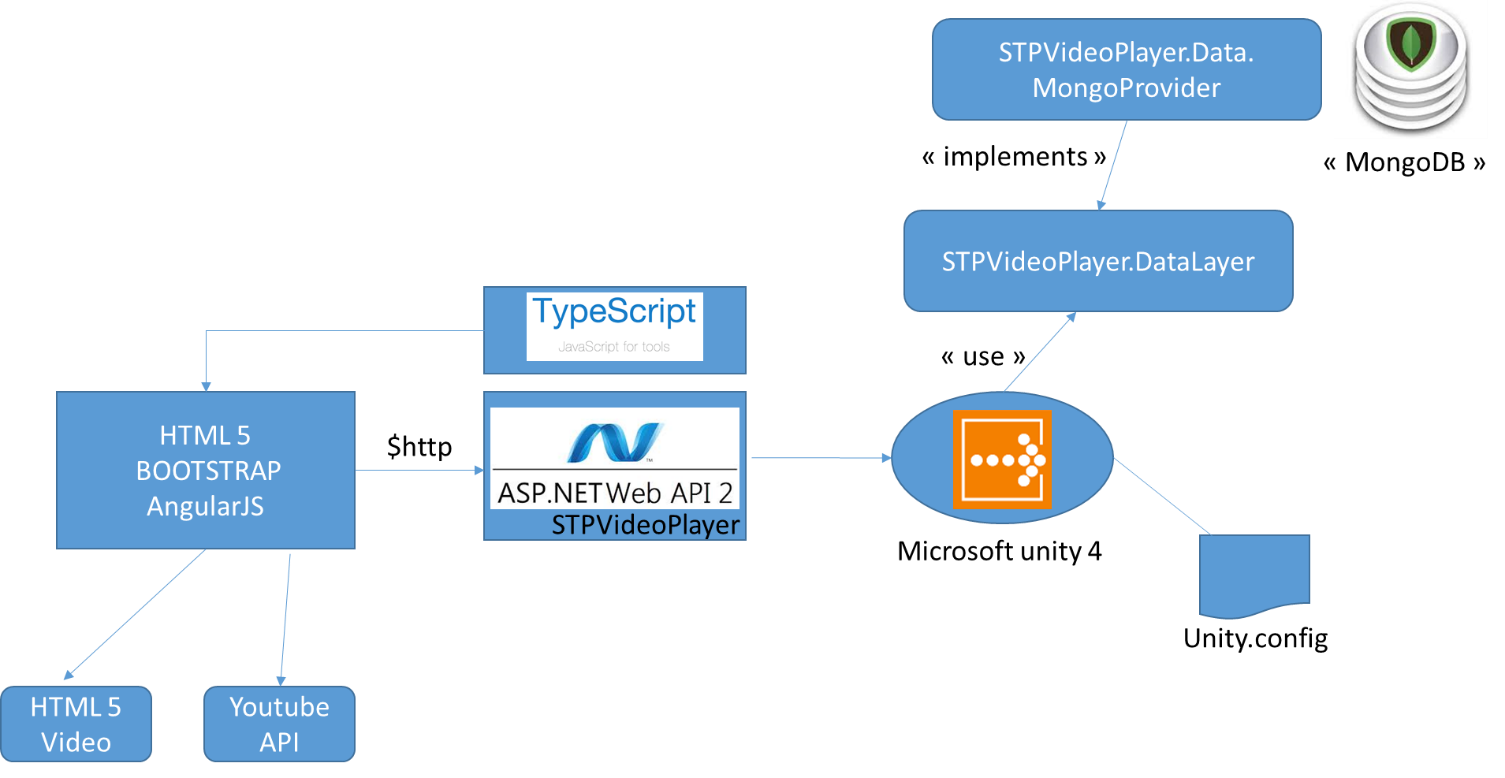 STPVideoPlayer.Data.
MongoProvider
« implements »
« MongoDB »
STPVideoPlayer.DataLayer
TypeScript
JavaScript for tools
« use »
HTML 5
BOOTSTRAP
AngularJS
$http
ASP.NET Web API 2
STPVideoPlayer
Microsoft unity 4
Unity.config
HTML 5
Video
Youtube
API